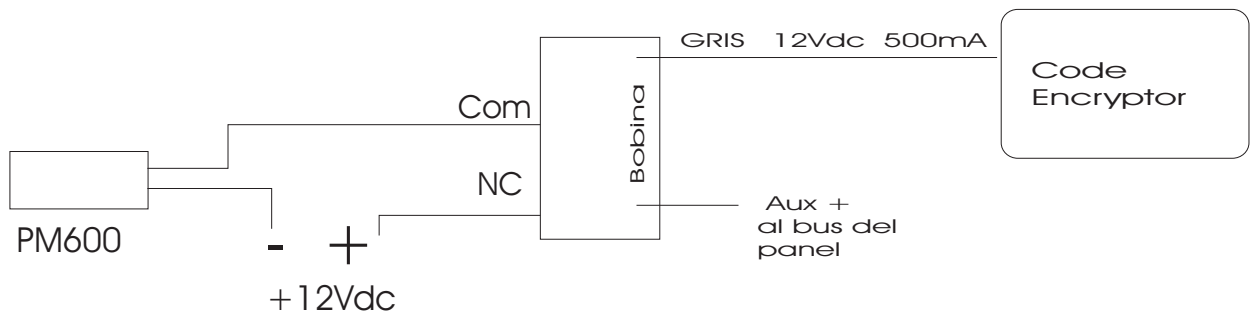 GRIS 12Vdc 500mA
Code
Encryptor
Com
Bobina
NC
Aux +
al bus del
panel
PM600
- +
+12Vdc